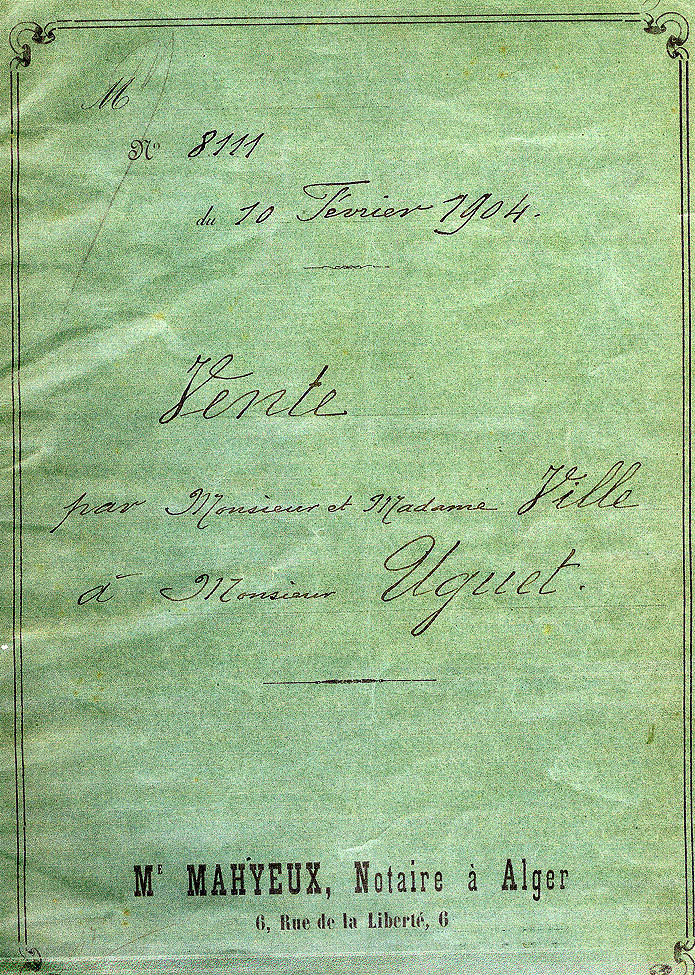 M
Nº 8111
du 10 Février 1904.
Vente
par Monsieur et Madame Ville
à Monsieur Uguet.
Mᴱ MAHYEUX, Notaire à Alger
6, Rue de la Liberté, 6